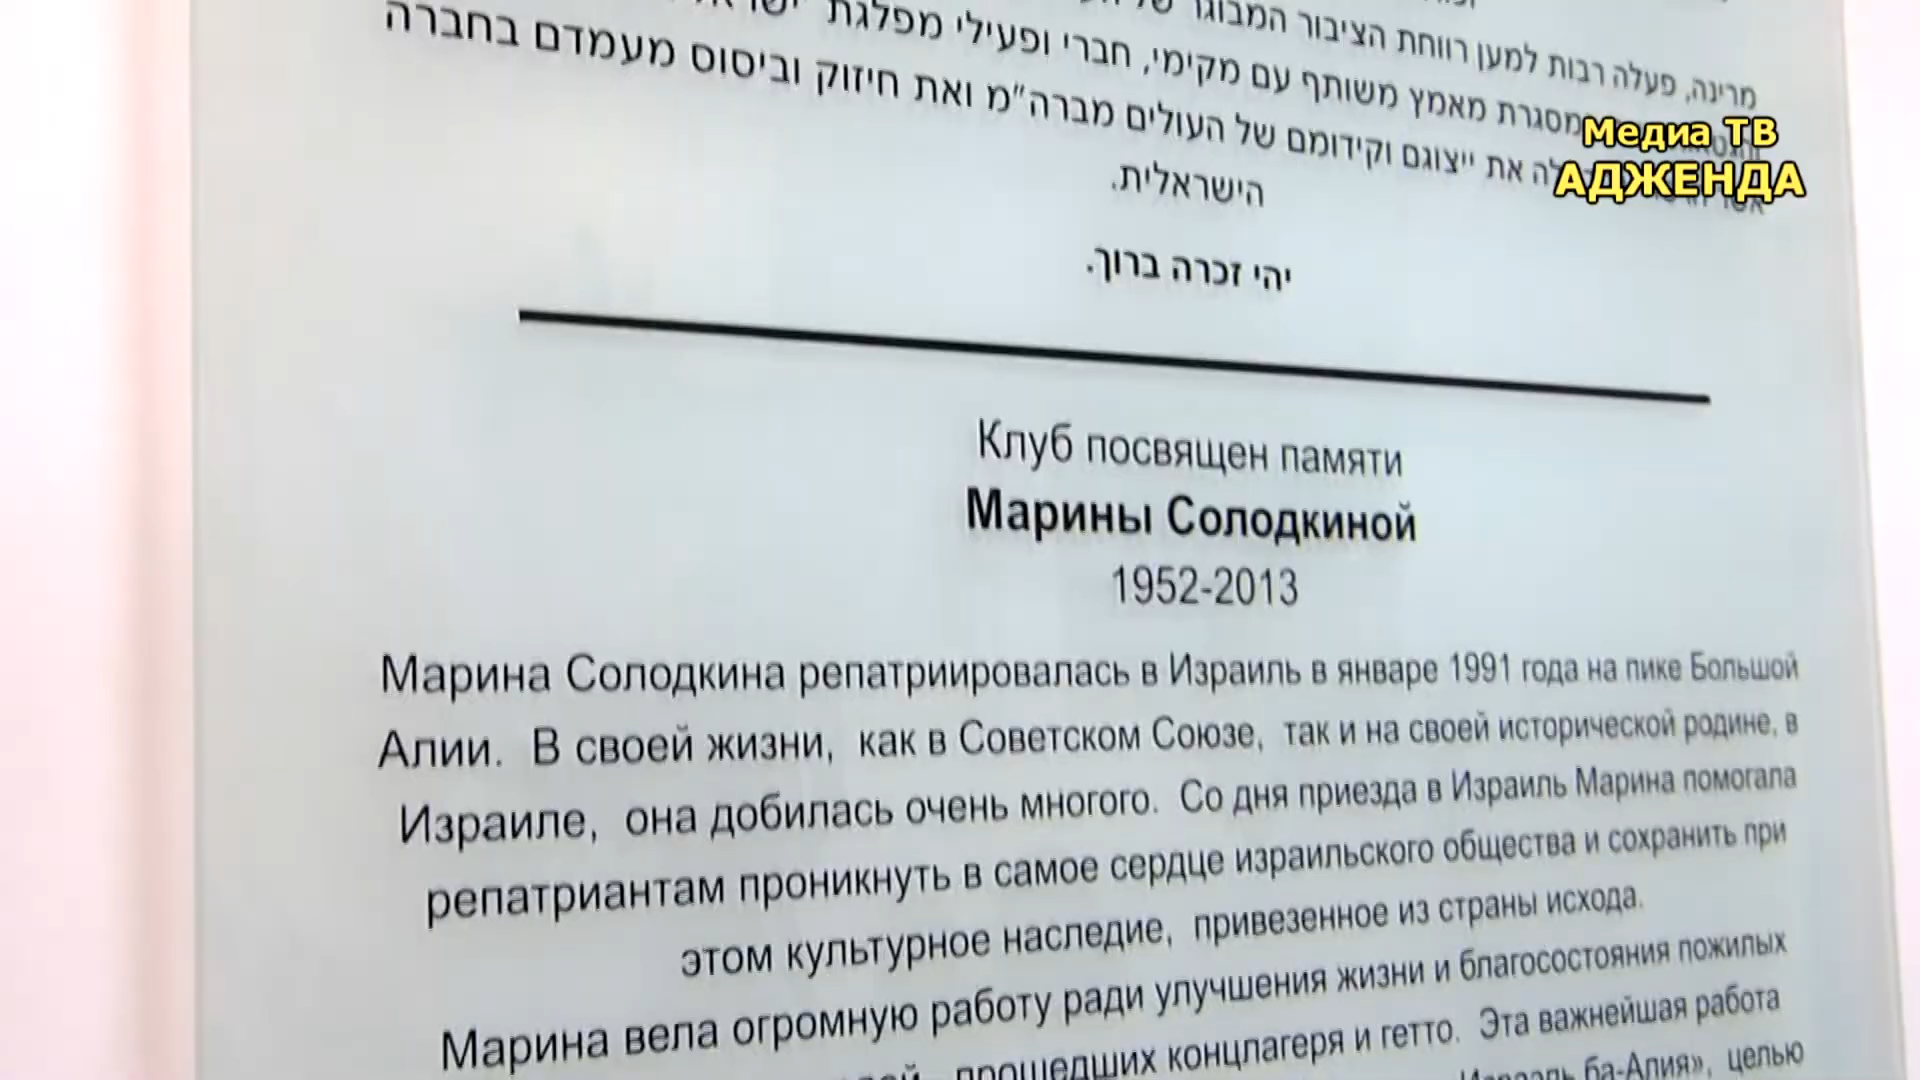 מרינה, פעלה רבות למען רווחת הציבור המבוגר של
מסגרת מאמץ משותף עם מקימי, חברי ופעילי מפלגת
את ייצוגם וקידומם של העולים מברה"מ ואת חיזוק וביסוס מעמדם בחברה
הישראלית.
יהי זכרה ברוך.
Медиа ТВ
АДЖЕНДА
Клуб посвящен памяти
Марины Солодкиной
1952-2013
Марина Солодкина репатриировалась в Израиль в январе 1991 года на пике Большой
Алии. В своей жизни, как в Советском Союзе, так и на своей исторической родине, в
Израиле, она добилась очень многого. Со дня приезда в Израиль Марина помогала
репатриантам проникнуть в самое сердце израильского общества и сохранить при
этом культурное наследие, привезенное из страны исхода.
Марина вела огромную работу ради улучшения жизни и благосостояния пожилых
прошедших концлагеря и гетто. Эта важнейшая работа
ба-Алия», целью